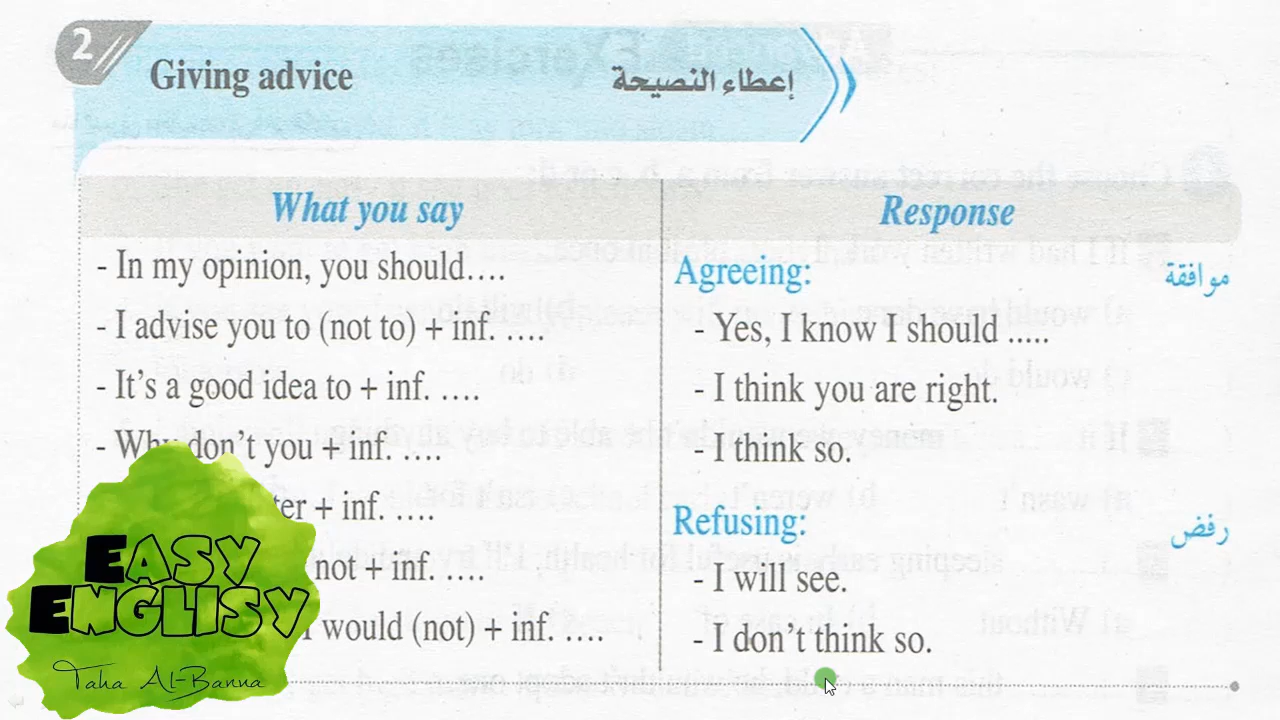 2
Giving advice
إعطاء النصيحة
What you say
- In my opinion, you should....
- I advise you to (not to) + inf. ....
- It's a good idea to + inf. ....
- Why don't you + inf. ....
+ inf. ....
not + inf. ....
would (not) + inf. ....
Response
Agreeing:
موافقة
- Yes, I know I should .....
- I think you are right.
- I think so.
Refusing:
رفض
- I will see.
- I don't think so.
EASY
ENGLISY
Taha Al-Banna